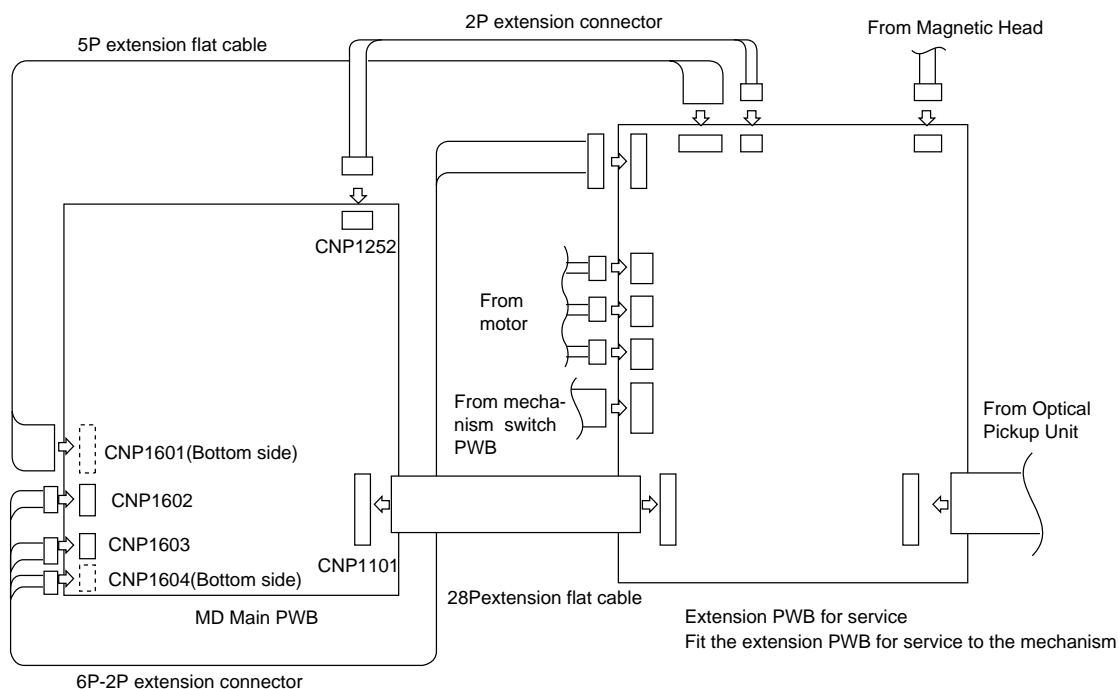 2P extension connector
From Magnetic Head
5P extension flat cable
CNP1252
From
motor
From mecha-
nism switch
PWB
From Optical
Pickup Unit
CNP1601(Bottom side)
CNP1602
CNP1603
CNP1101
CNP1604(Bottom side)
28Pextension flat cable
MD Main PWB
Extension PWB for service
Fit the extension PWB for service to the mechanism
6P-2P extension connector